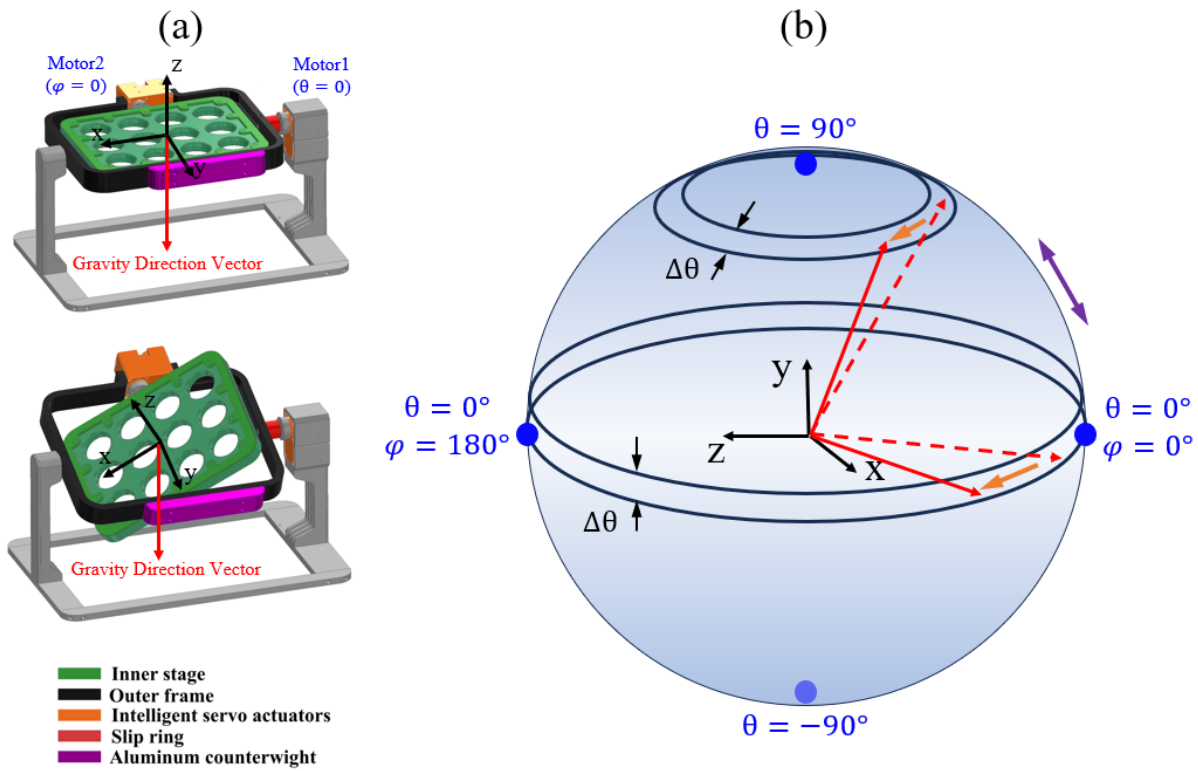 (a)
Motor2
(φ = 0)
Motor1
(θ = 0)
z
x
y
Gravity Direction Vector
z
x
y
Gravity Direction Vector
Inner stage
Outer frame
Intelligent servo actuators
Slip ring
Aluminum counterwight
(b)
θ = 90°
Δθ
y
z
x
θ = 0°
φ = 180°
θ = 0°
φ = 0°
Δθ
θ = −90°